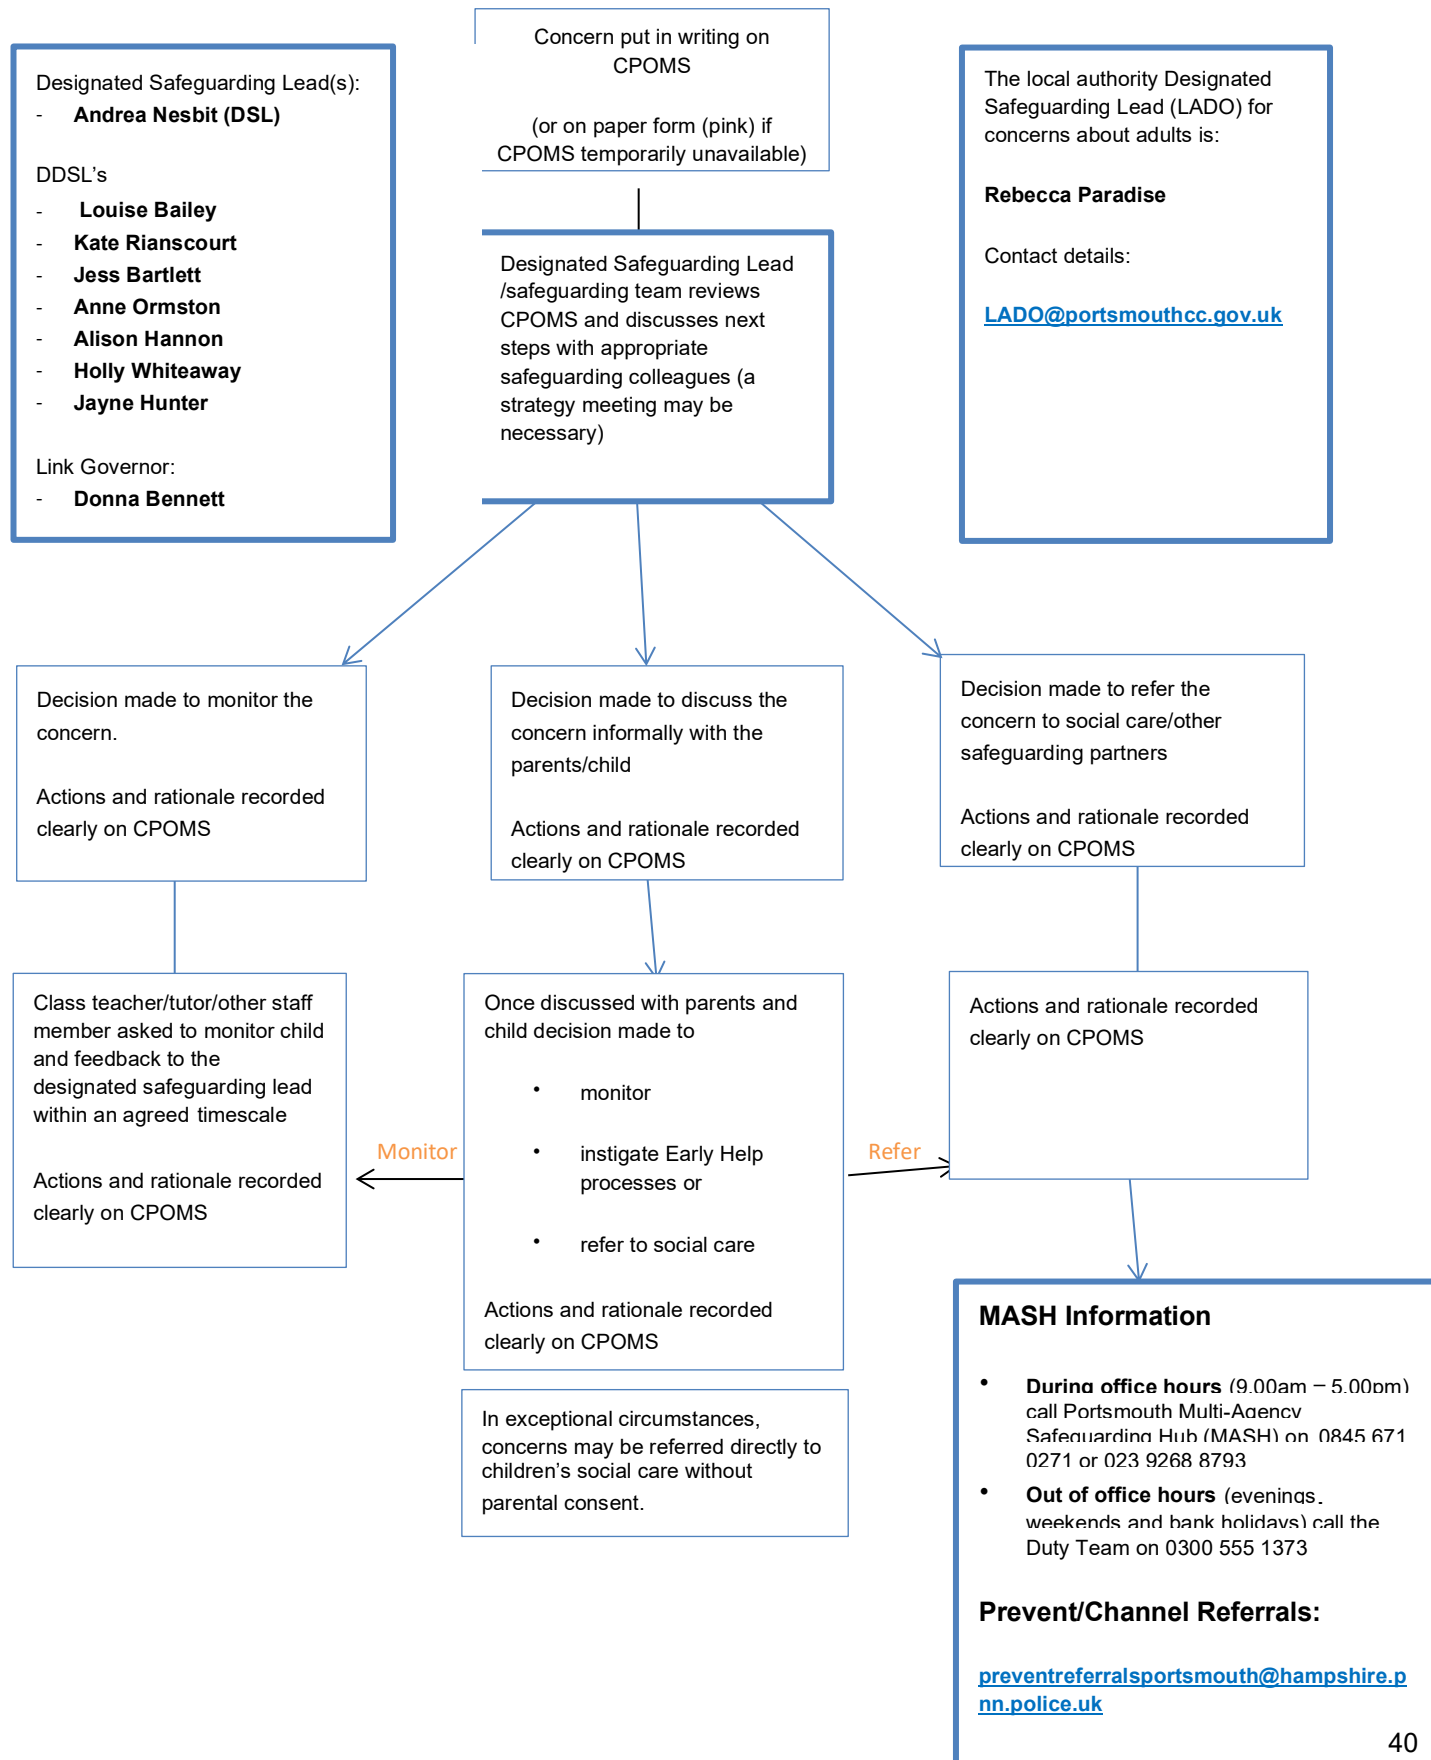 Designated Safeguarding Lead(s):
- Andrea Nesbit (DSL)
DDSL's
- Louise Bailey
- Kate Rianscourt
- Jess Bartlett
- Anne Ormston
- Alison Hannon
- Holly Whiteaway
- Jayne Hunter
Link Governor:
- Donna Bennett
Concern put in writing on
CPOMS
(or on paper form (pink) if
CPOMS temporarily unavailable)
The local authority Designated
Safeguarding Lead (LADO) for
concerns about adults is:
Rebecca Paradise
Contact details:
LADO@portsmouthcc.gov.uk
Designated Safeguarding Lead
/safeguarding team reviews
CPOMS and discusses next
steps with appropriate
safeguarding colleagues (a
strategy meeting may be
necessary)
Decision made to monitor the
concern.
Actions and rationale recorded
clearly on CPOMS
Decision made to discuss the
concern informally with the
parents/child
Actions and rationale recorded
clearly on CPOMS
Decision made to refer the
concern to social care/other
safeguarding partners
Actions and rationale recorded
clearly on CPOMS
Class teacher/tutor/other staff
member asked to monitor child
and feedback to the
designated safeguarding lead
within an agreed timescale
Actions and rationale recorded
clearly on CPOMS
Monitor
Once discussed with parents and
child decision made to
• monitor
• instigate Early Help
processes or
• refer to social care
Actions and rationale recorded
clearly on CPOMS
Refer
Actions and rationale recorded
clearly on CPOMS
In exceptional circumstances,
concerns may be referred directly to
children's social care without
parental consent.
MASH Information
• During office hours (9.00am – 5.00pm)
call Portsmouth Multi-Agency
Safeguarding Hub (MASH) on 0845 671
0271 or 023 9268 8793
• Out of office hours (evenings,
weekends and bank holidays) call the
Duty Team on 0300 555 1373
Prevent/Channel Referrals:
preventreferralsportsmouth@hampshire.p
nn.police.uk
40